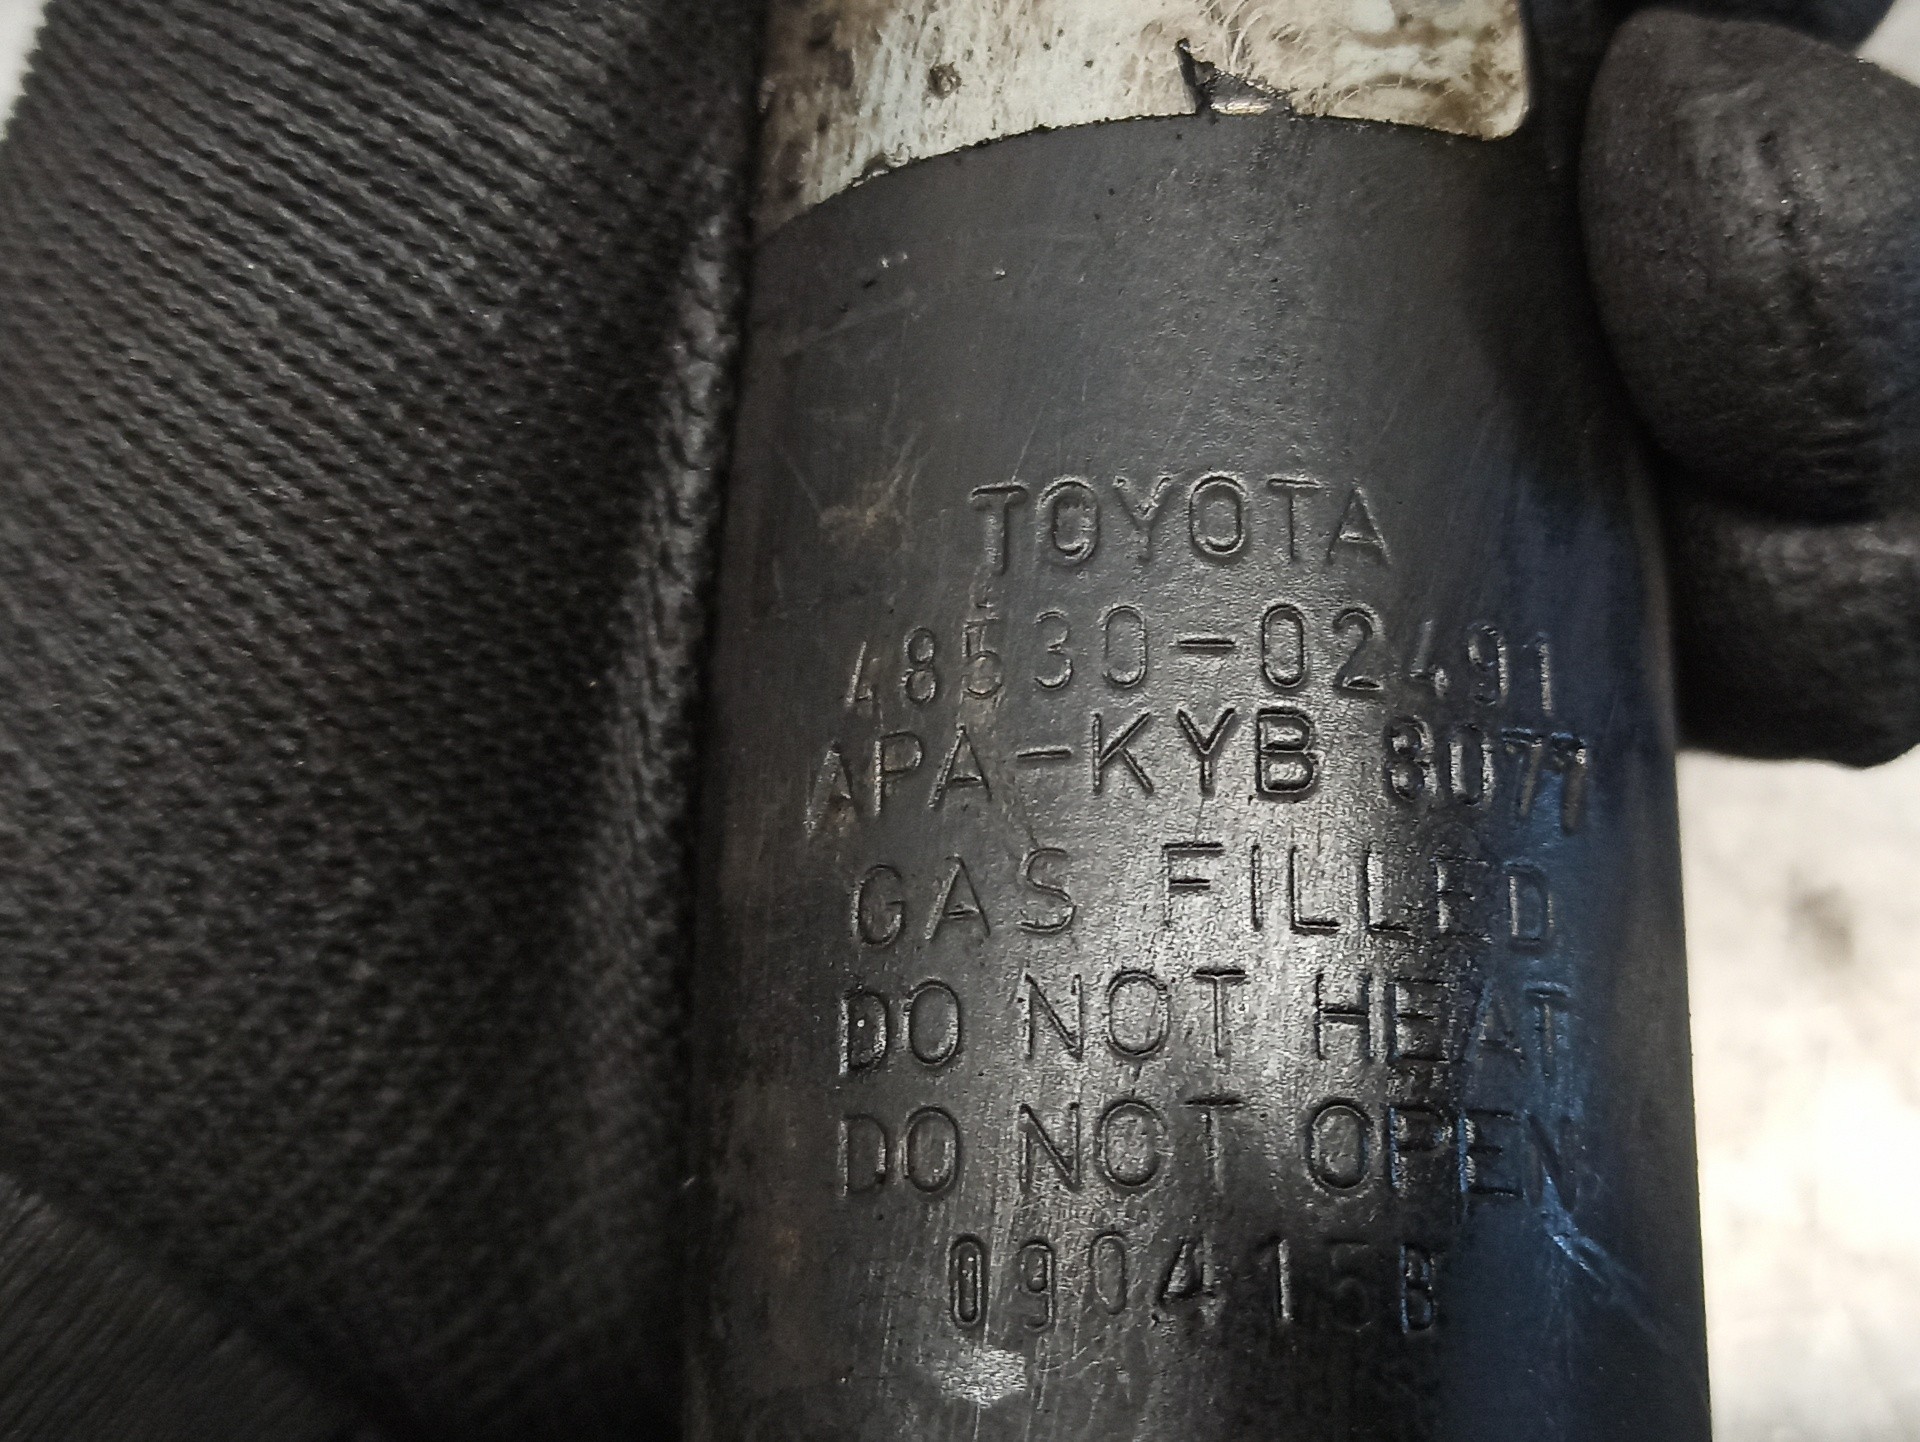 TOYOTA
48530-02491
APA-KYB 8077
GAS FILLED
DO NOT HEAT
DO NOT OPEN
090415B